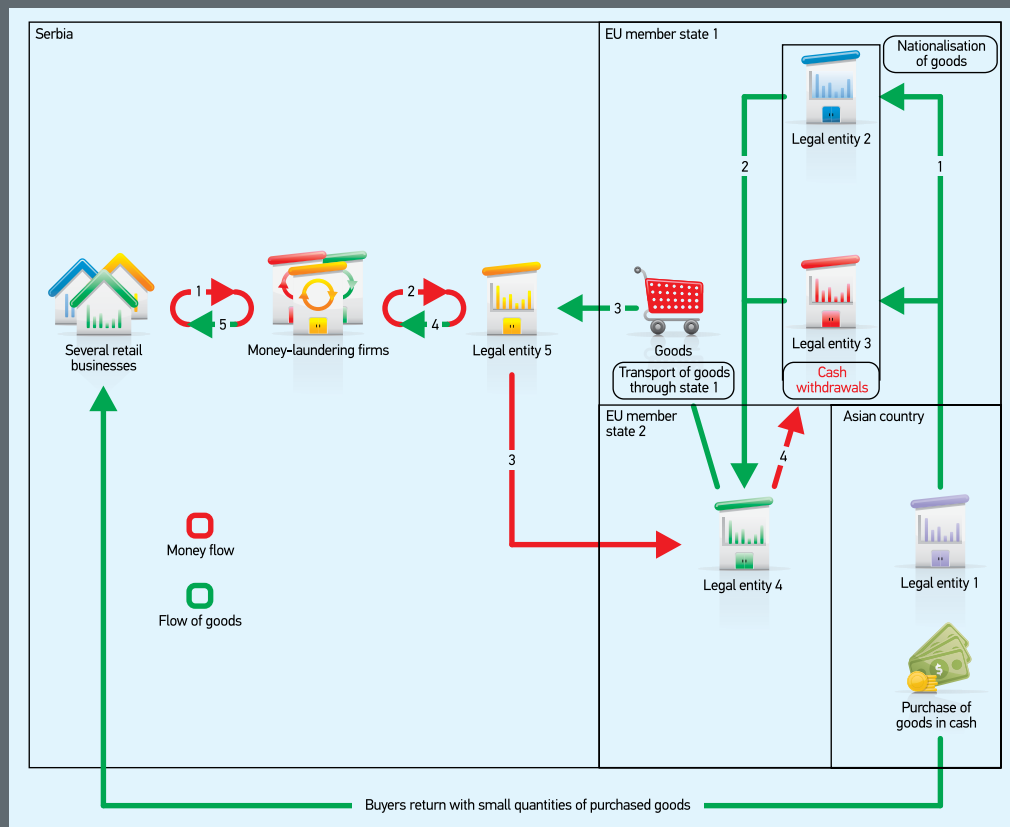 Serbia
EU member state 1
Nationalisation
of goods
Legal entity 2
2
1
1
5
2
4
3
Several retail
businesses
Money-laundering firms
Legal entity 5
Goods
Legal entity 3
Transport of goods
through state 1
Cash
withdrawals
EU member
state 2
Asian country
3
4
Money flow
Legal entity 4
Legal entity 1
Flow of goods
$
Purchase of
goods in cash
Buyers return with small quantities of purchased goods